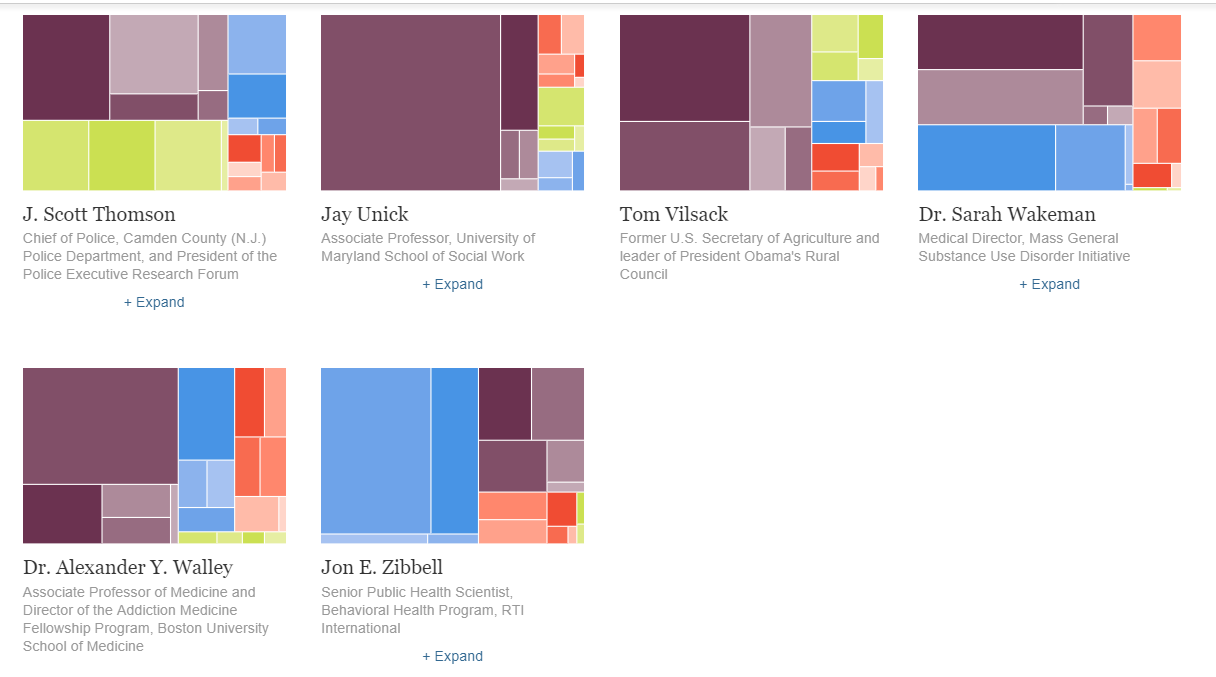 J. Scott Thomson
Chief of Police, Camden County (N.J.)
Police Department, and President of the
Police Executive Research Forum
+ Expand
Jay Unick
Associate Professor, University of
Maryland School of Social Work
+ Expand
Tom Vilsack
Former U.S. Secretary of Agriculture and
leader of President Obama's Rural
Council
Dr. Sarah Wakeman
Medical Director, Mass General
Substance Use Disorder Initiative
+ Expand
Dr. Alexander Y. Walley
Associate Professor of Medicine and
Director of the Addiction Medicine
Fellowship Program, Boston University
School of Medicine
Jon E. Zibbell
Senior Public Health Scientist,
Behavioral Health Program, RTI
International
+ Expand